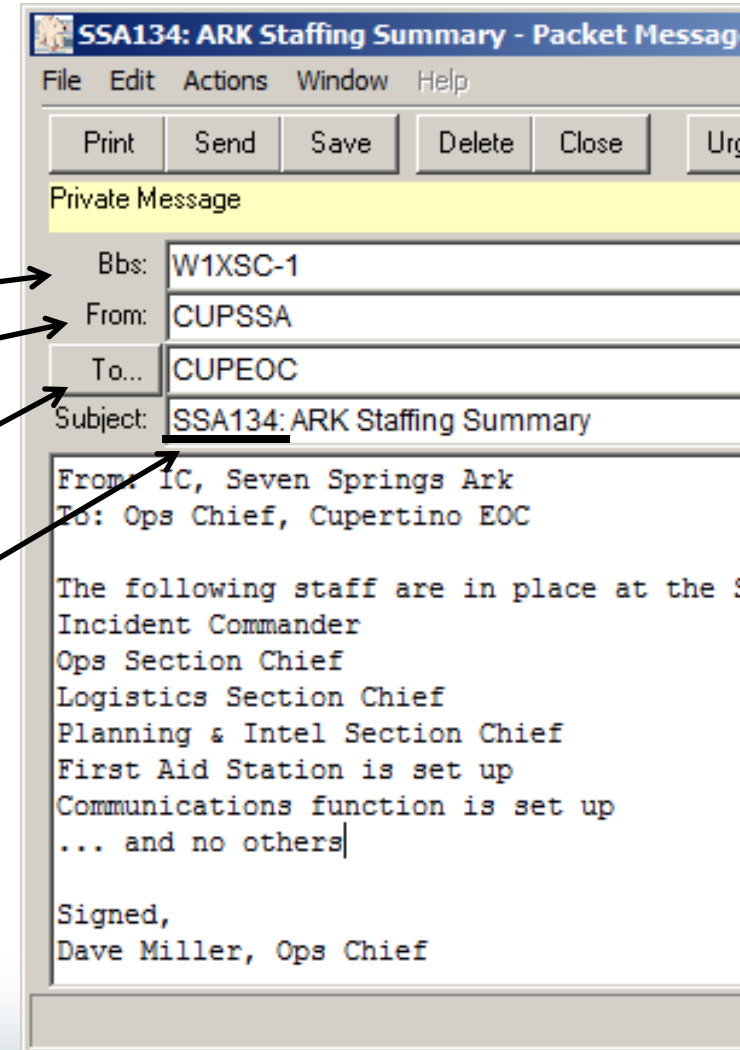 SSA134: ARK Staffing Summary - Packet Messag
File Edit Actions Window Help
Print Send Save Delete Close Urg
Private Message
Bbs: W1XSC-1
From: CUPSSA
To... CUPEOC
Subject: SSA134: ARK Staffing Summary
From: IC, Seven Springs Ark
To: Ops Chief, Cupertino EOC
The following staff are in place at the S
Incident Commander
Ops Section Chief
Logistics Section Chief
Planning & Intel Section Chief
First Aid Station is set up
Communications function is set up
... and no others
Signed,
Dave Miller, Ops Chief